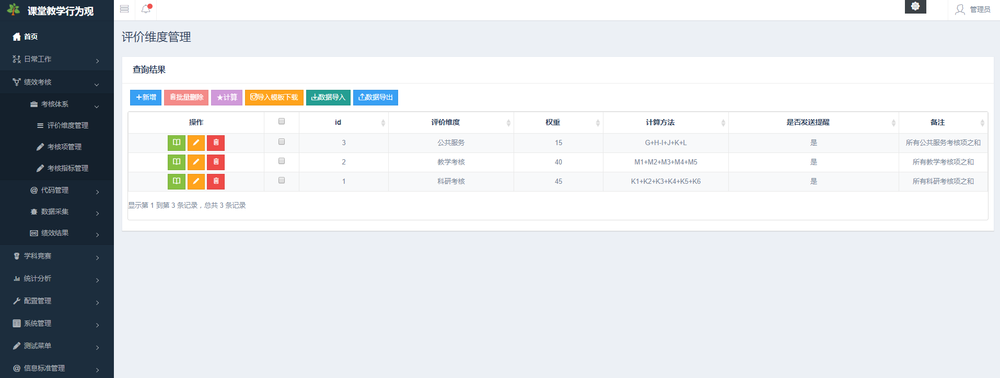 课堂教学行为观
管理员
首页
日常工作
绩效考核
考核体系
评价维度管理
考核项管理
考核指标管理
代码管理
数据采集
绩效结果
学科竞赛
统计分析
配置管理
系统管理
测试菜单
信息标准管理
评价维度管理
查询结果
新增 批量删除 计算 导入模板下载 数据导入 数据导出
操作 id 评价维度 权重 计算方法 是否发送提醒 备注
3 公共服务 15 G+H-I+J+K+L 是 所有公共服务考核项之和
2 教学考核 40 M1+M2+M3+M4+M5 是 所有教学考核项之和
1 科研考核 45 K1+K2+K3+K4+K5+K6 是 所有科研考核项之和
显示第 1 到第 3 条记录，总共 3 条记录